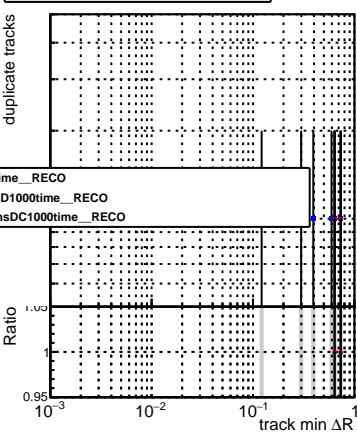 duplicate tracks
ime__RECO
D1000time__RECO
nsDC1000time__RECO
Ratio
1.05
1
0.95
10⁻³ 10⁻² 10⁻¹ 1
track min ΔR